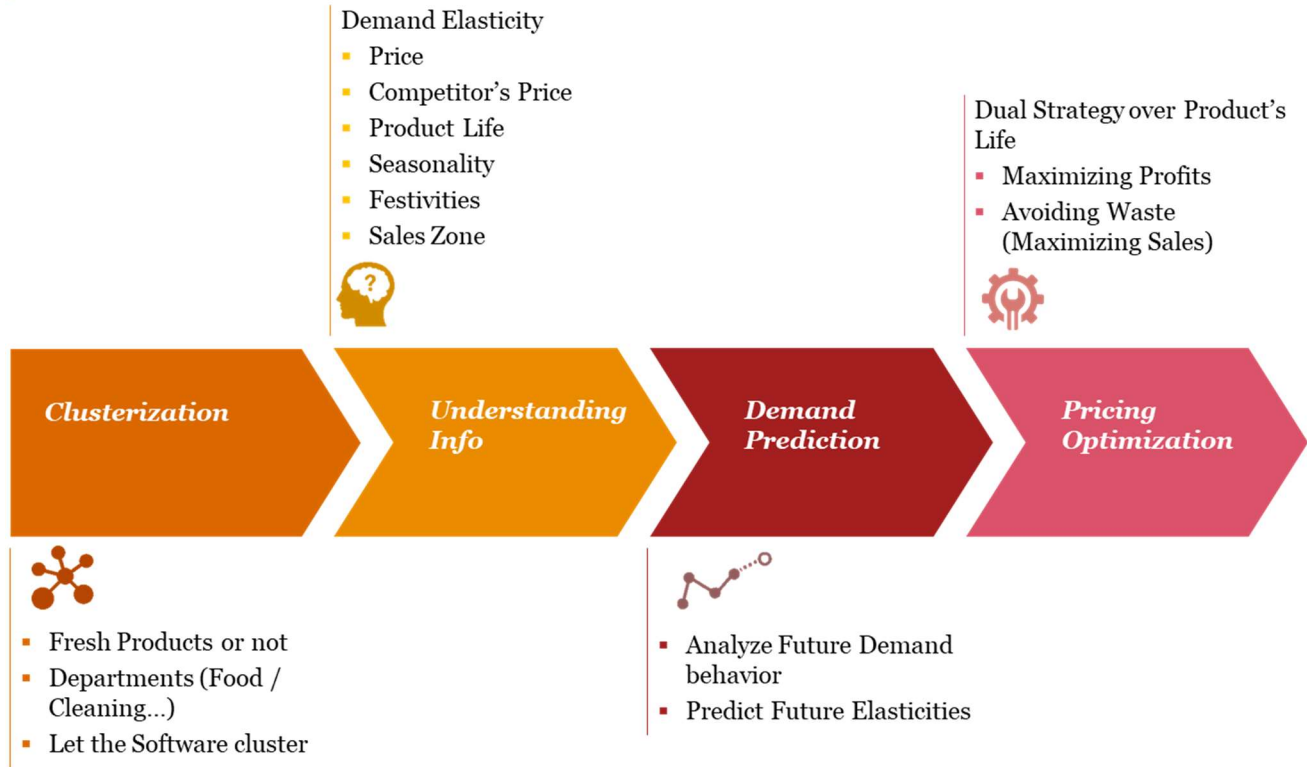 Demand Elasticity
▪ Price
▪ Competitor’s Price
▪ Product Life
▪ Seasonality
▪ Festivities
▪ Sales Zone
?
Dual Strategy over Product’s
Life
▪ Maximizing Profits
▪ Avoiding Waste
(Maximizing Sales)
Clusterization
Understanding
Info
Demand
Prediction
Pricing
Optimization
▪ Fresh Products or not
▪ Departments (Food /
Cleaning…)
▪ Let the Software cluster
▪ Analyze Future Demand
behavior
▪ Predict Future Elasticities